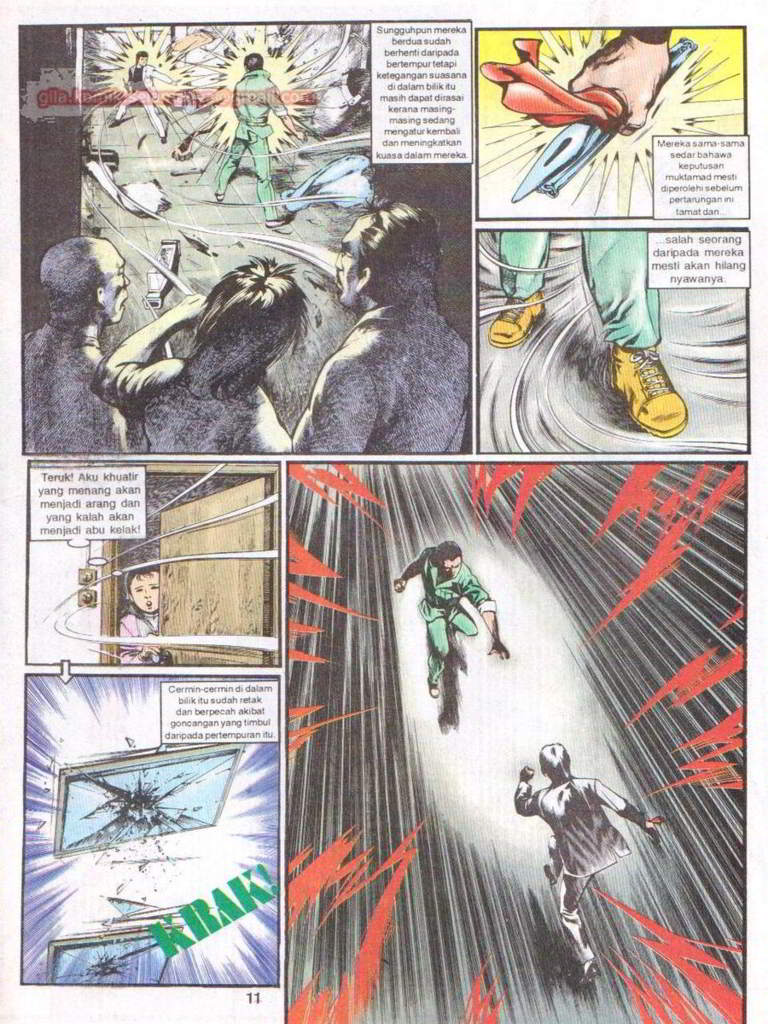 Sungguhpun mereka
berdua sudah
berhenti daripada
bertempur tetapi
ketegangan suasana
di dalam bilik itu
masih dapat dirasai
kerana masing-
masing sedang
mengatur kembali
dan meningkatkan
kuasa dalam mereka.
Mereka sama-sama
sedar bahawa
keputusan
muktamad mesti
diperolehi sebelum
pertarungan ini
tamat dan...
...salah seorang
daripada mereka
mesti akan hilang
nyawanya.
Teruk! Aku khuatir
yang menang akan
menjadi arang dan
yang kalah akan
menjadi abu kelak!
Cermin-cermin di dalam
bilik itu sudah retak
dan berpecah akibat
goncangan yang timbul
daripada pertempuran itu.
KRAK!
11